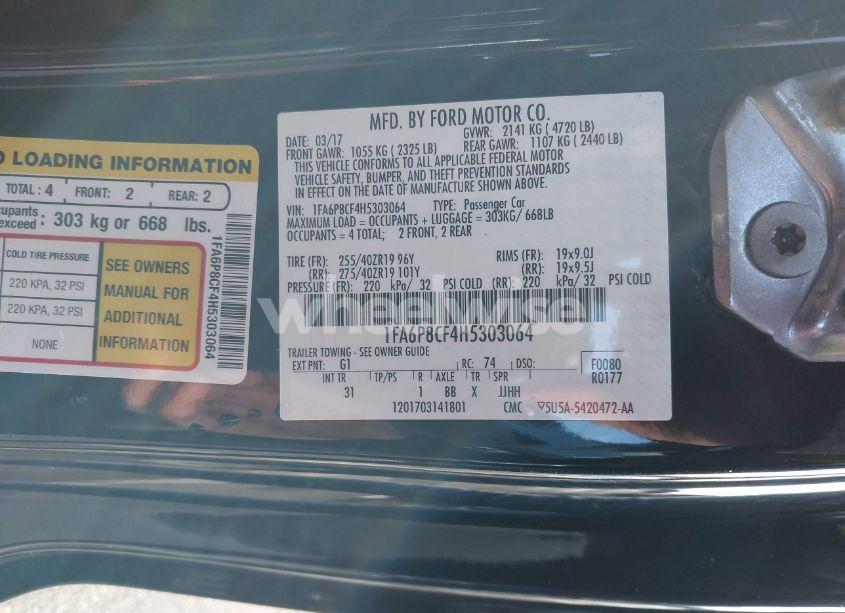 D LOADING INFORMATION
TOTAL: 4 FRONT: 2 REAR: 2
cupants
exceed: 303 kg or 668 lbs.
COLD TIRE PRESSURE
220 KPA, 32 PSI
220 KPA, 32 PSI
NONE
SEE OWNERS
MANUAL FOR
ADDITIONAL
INFORMATION
1FA6P8CF4H5303064
MFD. BY FORD MOTOR CO.
DATE: 03/17 GVWR: 2141 KG ( 4720 LB)
FRONT GAWR: 1055 KG ( 2325 LB) REAR GAWR: 1107 KG ( 2440 LB)
THIS VEHICLE CONFORMS TO ALL APPLICABLE FEDERAL MOTOR
VEHICLE SAFETY, BUMPER, AND THEFT PREVENTION STANDARDS
IN EFFECT ON THE DATE OF MANUFACTURE SHOWN ABOVE.
VIN: 1FA6P8CF4H5303064 TYPE: Passenger Car
MAXIMUM LOAD = OCCUPANTS + LUGGAGE = 303KG/ 668LB
OCCUPANTS = 4 TOTAL; 2 FRONT, 2 REAR
TIRE (FR): 255/40ZR19 96Y RIMS (FR): 19x9.0J
(RR): 275/40ZR19 101Y (RR): 19x9.5J
PRESSURE (FR): 220 kPa/ 32 PSI COLD (RR): 220 kPa/ 32 PSI COLD
wheelwise
1FA6P8CF4H5303064
TRAILER TOWING - SEE OWNER GUIDE
EXT PNT: G1 RC: 74 DSO: F0080
R0177
INT TR TP/PS R AXLE TR SPR
31 1 BB X JJHH
1201703141801 CMC ▽5U5A-5420472-AA